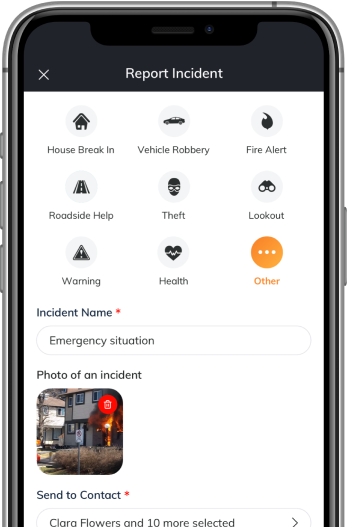 Report Incident
House Break In
Vehicle Robbery
Fire Alert
Roadside Help
Theft
Lookout
Warning
Health
Other
Incident Name *
Emergency situation
Photo of an incident
Send to Contact *
Clara Flowers and 10 more selected